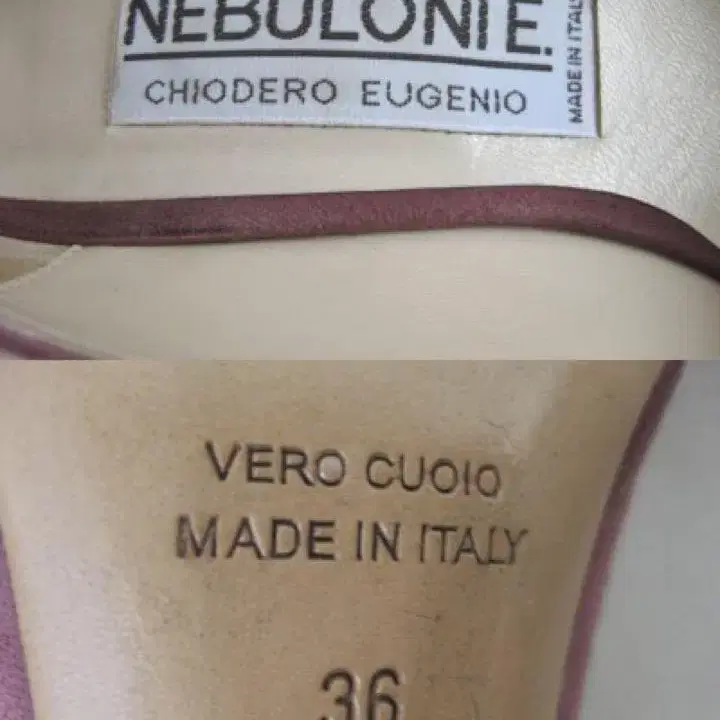 NEBULONI E.
CHIODERO EUGENIO
MADE IN ITALY
VERO CUOIO
MADE IN ITALY
36